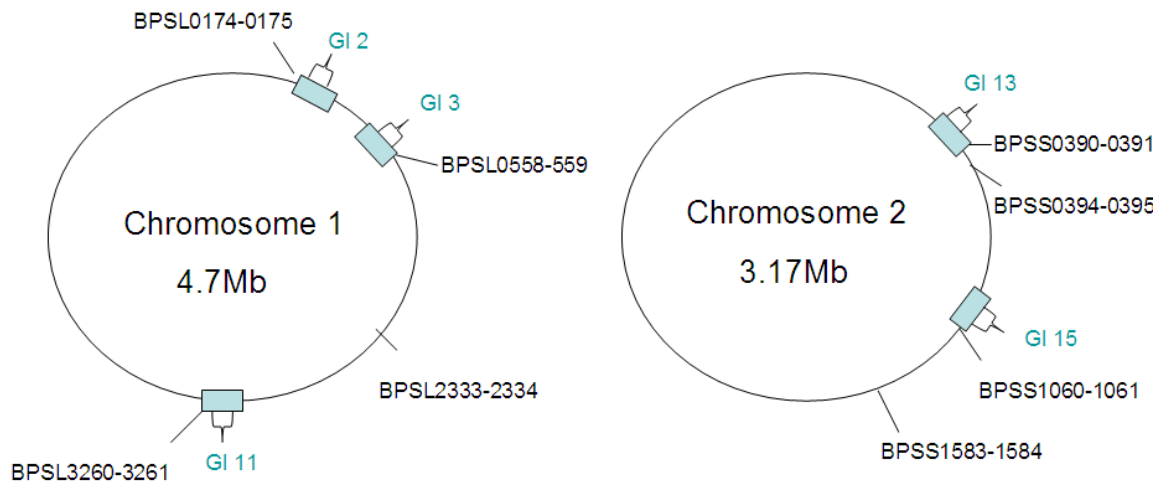 BPSL0174-0175
GI 2
GI 3
BPSL0558-559
Chromosome 1
4.7Mb
BPSL2333-2334
BPSL3260-3261
GI 11
GI 13
BPSS0390-0391
BPSS0394-0395
Chromosome 2
3.17Mb
GI 15
BPSS1060-1061
BPSS1583-1584